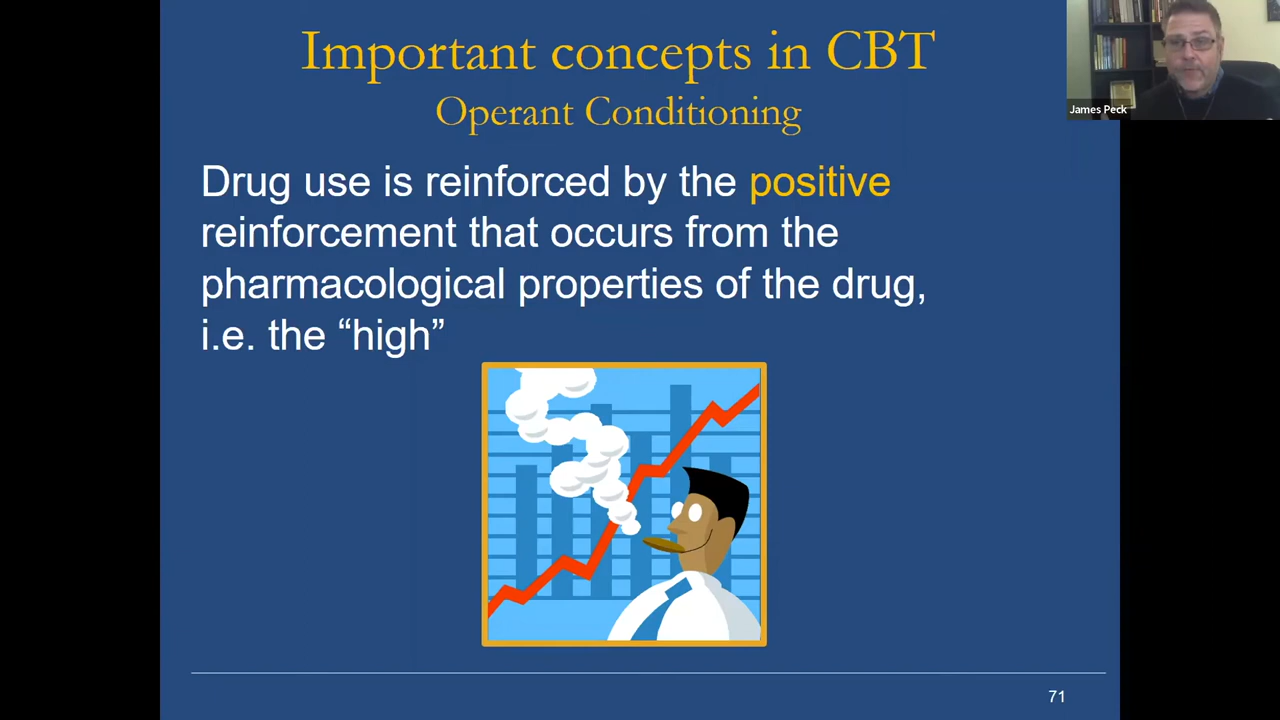 Important concepts in CBT
Operant Conditioning
James Peck
Drug use is reinforced by the positive
reinforcement that occurs from the
pharmacological properties of the drug,
i.e. the “high”
71